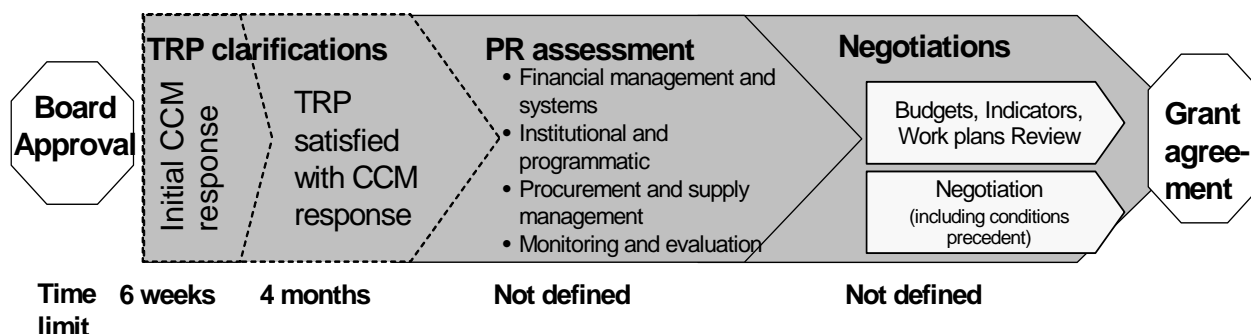 Board
Approval
TRP clarifications
Initial CCM
response
TRP
satisfied
with CCM
response
PR assessment
• Financial management and
systems
• Institutional and
programmatic
• Procurement and supply
management
• Monitoring and evaluation
Negotiations
Budgets, Indicators,
Work plans Review
Negotiation
(including conditions
precedent)
Grant
agree-
ment
Time
limit
6 weeks
4 months
Not defined
Not defined